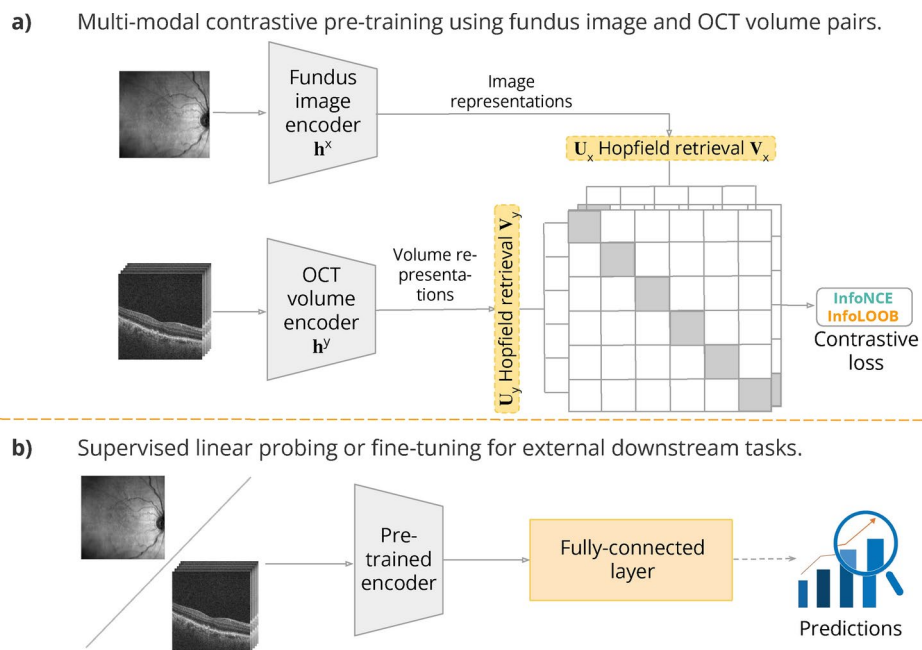 a) Multi-modal contrastive pre-training using fundus image and OCT volume pairs.
Fundus
image
encoder
hˣ
Image
representations
Uₓ Hopfield retrieval Vₓ
OCT
volume
encoder
hʸ
Volume re-
presenta-
tions
U_y Hopfield retrieval V_y
InfoNCE
InfoLOOB
Contrastive
loss
b) Supervised linear probing or fine-tuning for external downstream tasks.
Pre-
trained
encoder
Fully-connected
layer
Predictions